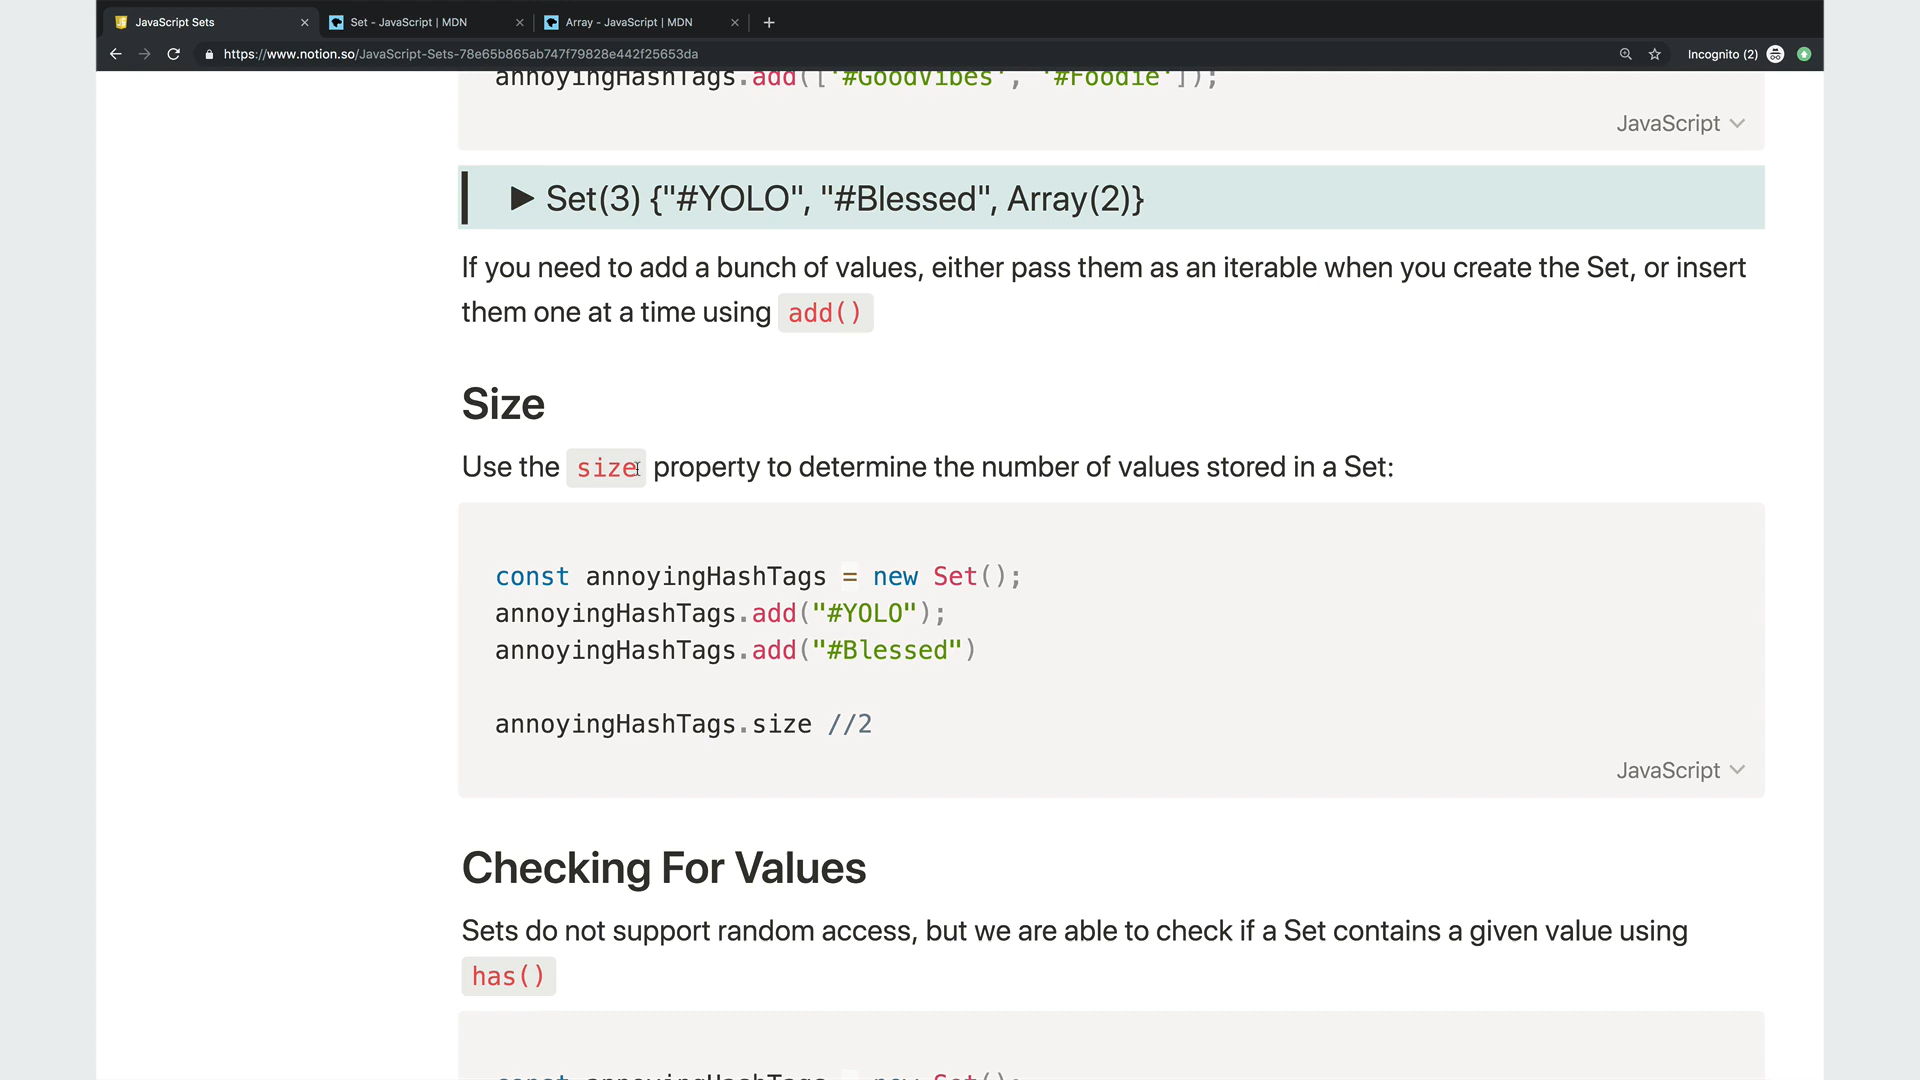 JavaScript Sets
Set - JavaScript | MDN
Array - JavaScript | MDN
https://www.notion.so/JavaScript-Sets-78e65b865ab747f79828e442f25653da
Incognito (2)
annoyingHashTags.add(['#GoodVibes', '#Foodie']);
JavaScript
▶ Set(3) {"#YOLO", "#Blessed", Array(2)}
If you need to add a bunch of values, either pass them as an iterable when you create the Set, or insert
them one at a time using add()
Size
Use the size property to determine the number of values stored in a Set:
const annoyingHashTags = new Set();
annoyingHashTags.add("#YOLO");
annoyingHashTags.add("#Blessed")
annoyingHashTags.size //2
JavaScript
Checking For Values
Sets do not support random access, but we are able to check if a Set contains a given value using
has()
const annoyingHashTags = new Set();